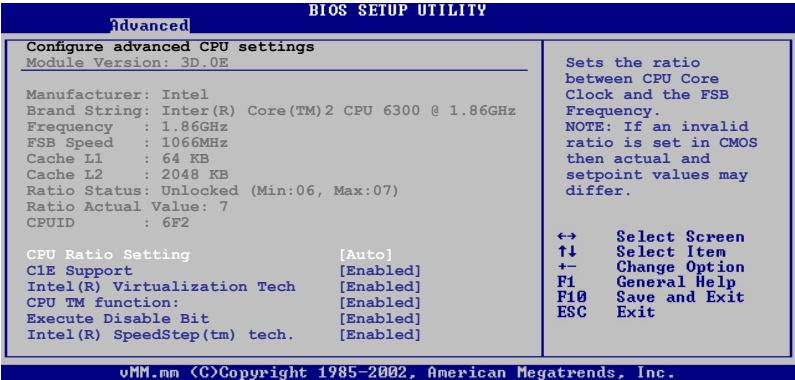 BIOS SETUP UTILITY
Advanced
Configure advanced CPU settings
Module Version: 3D.0E
Manufacturer: Intel
Brand String: Inter(R) Core(TM)2 CPU 6300 @ 1.86GHz
Frequency : 1.86GHz
FSB Speed : 1066MHz
Cache L1 : 64 KB
Cache L2 : 2048 KB
Ratio Status: Unlocked (Min:06, Max:07)
Ratio Actual Value: 7
CPUID : 6F2
CPU Ratio Setting [Auto]
C1E Support [Enabled]
Intel(R) Virtualization Tech [Enabled]
CPU TM function: [Enabled]
Execute Disable Bit [Enabled]
Intel(R) SpeedStep(tm) tech. [Enabled]
Sets the ratio
between CPU Core
Clock and the FSB
Frequency.
NOTE: If an invalid
ratio is set in CMOS
then actual and
setpoint values may
differ.
←→ Select Screen
↑↓ Select Item
+- Change Option
F1 General Help
F10 Save and Exit
ESC Exit
vMM.mm (C)Copyright 1985-2002, American Megatrends, Inc.